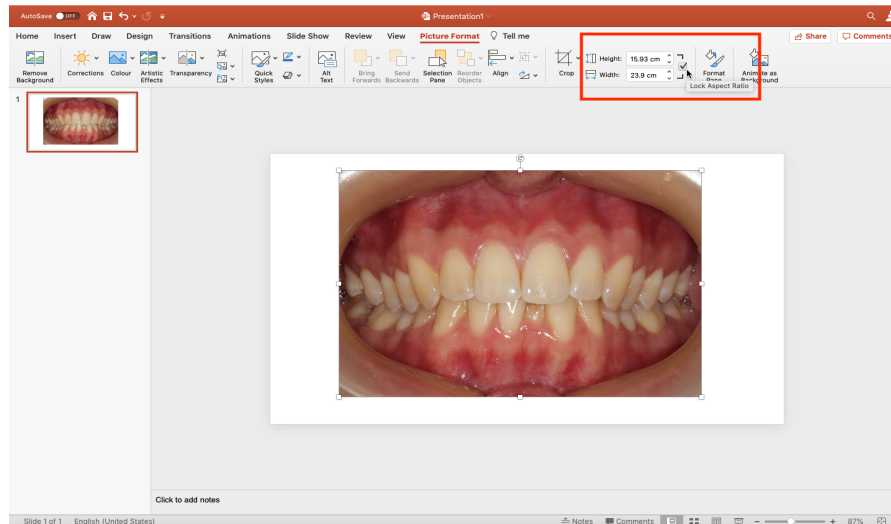 AutoSave OFF Presentation1
Home Insert Draw Design Transitions Animations Slide Show Review View Picture Format Tell me Share Comments
Remove Background
Corrections
Colour
Artistic Effects
Transparency
Quick Styles
Alt Text
Bring Forwards
Send Backwards
Selection Pane
Reorder Objects
Align
Crop
Height: 15.93 cm
Width: 23.9 cm
Format Pane
Animate as Background
Lock Aspect Ratio
1
V
Click to add notes
Slide 1 of 1 English (United States) Notes Comments 87%